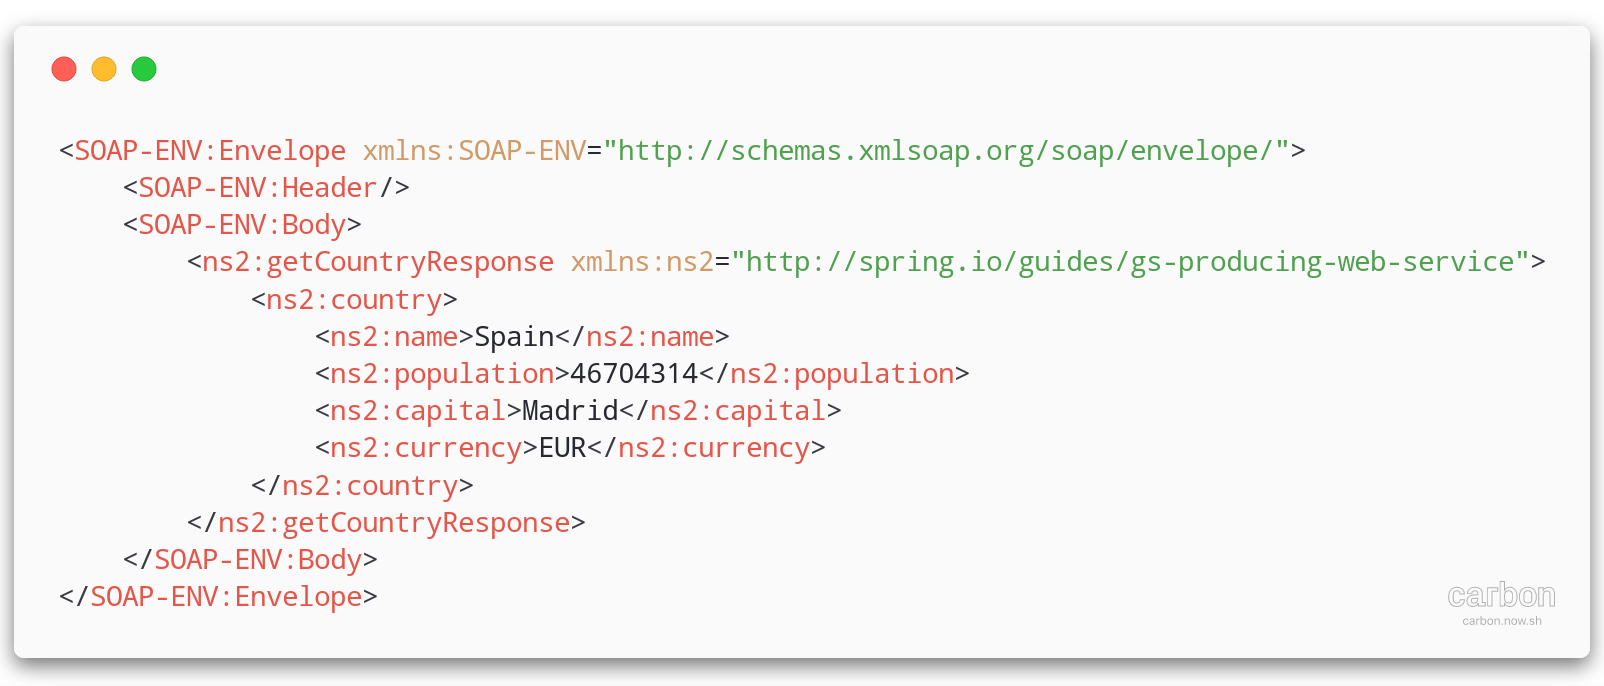 <SOAP-ENV:Envelope xmlns:SOAP-ENV="http://schemas.xmlsoap.org/soap/envelope/">
    <SOAP-ENV:Header/>
    <SOAP-ENV:Body>
        <ns2:getCountryResponse xmlns:ns2="http://spring.io/guides/gs-producing-web-service">
            <ns2:country>
                <ns2:name>Spain</ns2:name>
                <ns2:population>46704314</ns2:population>
                <ns2:capital>Madrid</ns2:capital>
                <ns2:currency>EUR</ns2:currency>
            </ns2:country>
        </ns2:getCountryResponse>
    </SOAP-ENV:Body>
</SOAP-ENV:Envelope>
carbon
carbon.now.sh